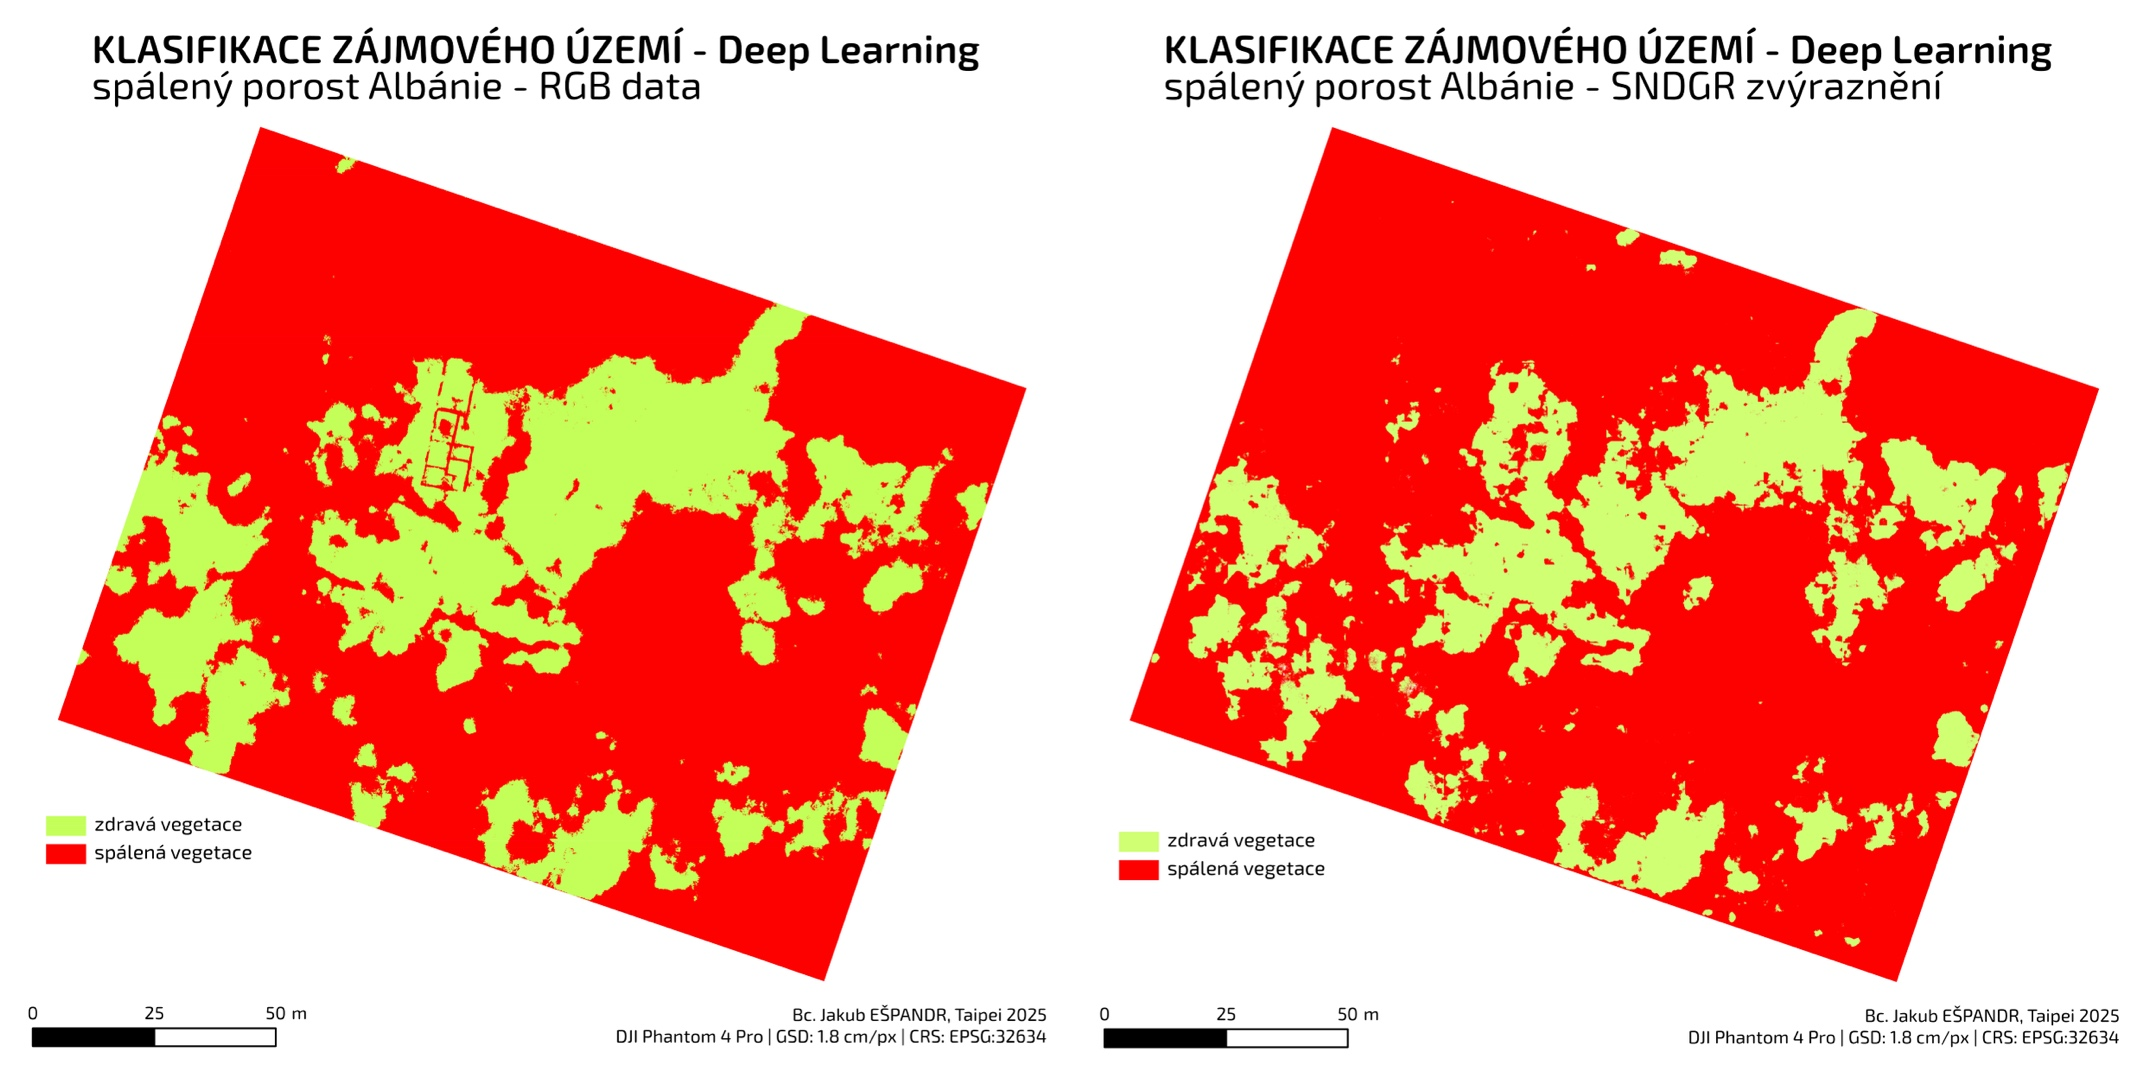 KLASIFIKACE ZÁJMOVÉHO ÚZEMÍ - Deep Learning
spálený porost Albánie - RGB data
zdravá vegetace
spálená vegetace
0 25 50 m
Bc. Jakub EŠPANDR, Taipei 2025
DJI Phantom 4 Pro | GSD: 1.8 cm/px | CRS: EPSG:32634
KLASIFIKACE ZÁJMOVÉHO ÚZEMÍ - Deep Learning
spálený porost Albánie - SNDGR zvýraznění
zdravá vegetace
spálená vegetace
0 25 50 m
Bc. Jakub EŠPANDR, Taipei 2025
DJI Phantom 4 Pro | GSD: 1.8 cm/px | CRS: EPSG:32634